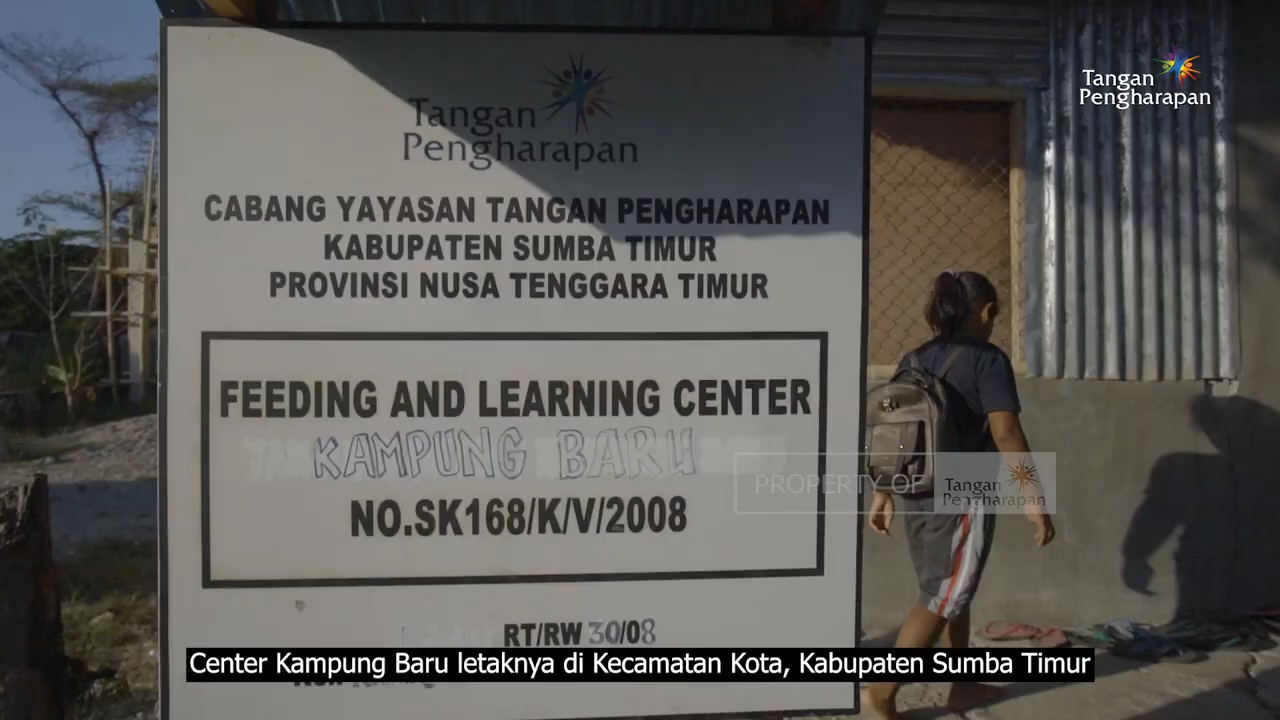 Tangan
Pengharapan
CABANG YAYASAN TANGAN PENGHARAPAN
KABUPATEN SUMBA TIMUR
PROVINSI NUSA TENGGARA TIMUR
FEEDING AND LEARNING CENTER
KAMPUNG BARU
NO.SK168/K/V/2008
RT/RW 30/08
Tangan
Pengharapan
PROPERTY OF
Tangan
Pengharapan
Center Kampung Baru letaknya di Kecamatan Kota, Kabupaten Sumba Timur